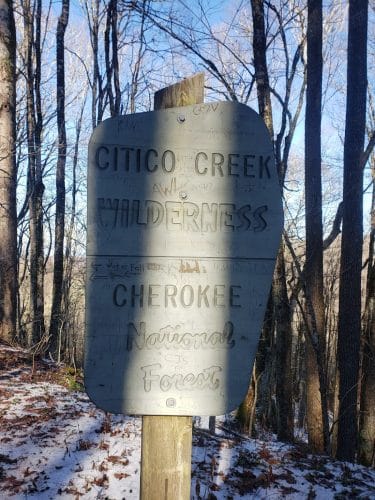 CITICO CREEK
WILDERNESS
CHEROKEE
National
Forest